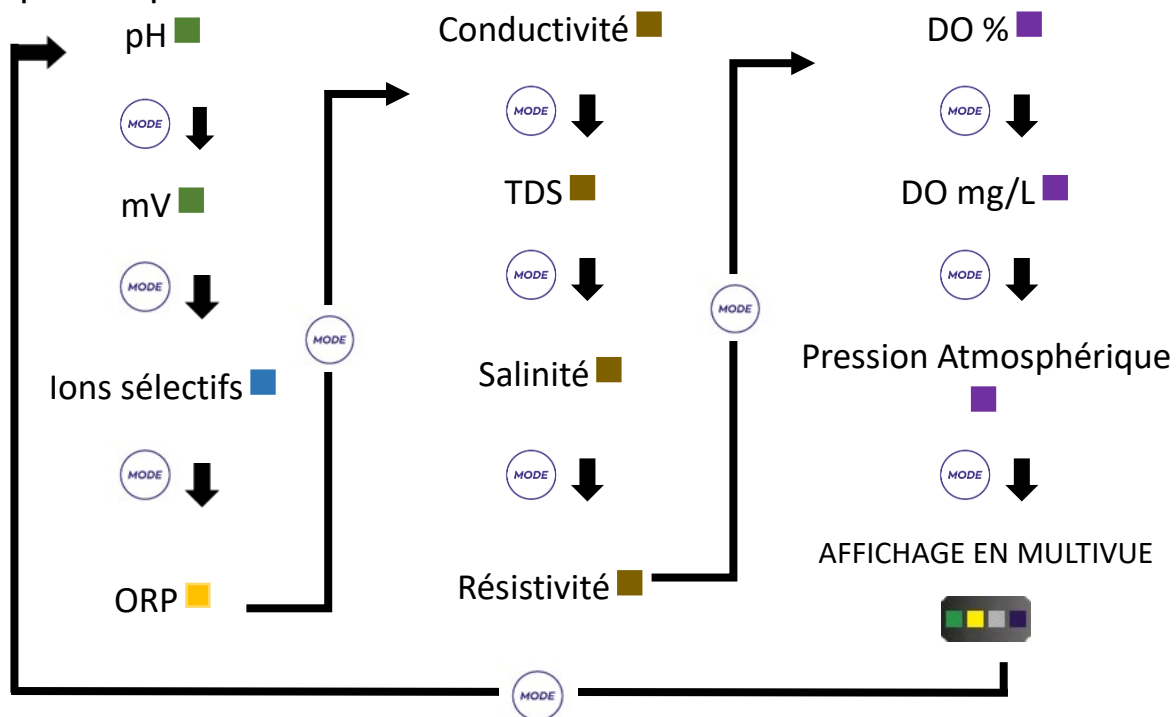 pH
MODE
mV
MODE
Ions sélectifs
MODE
ORP
MODE
Conductivité
MODE
TDS
MODE
Salinité
MODE
Résistivité
MODE
DO %
MODE
DO mg/L
MODE
Pression Atmosphérique
MODE
AFFICHAGE EN MULTIVUE
MODE